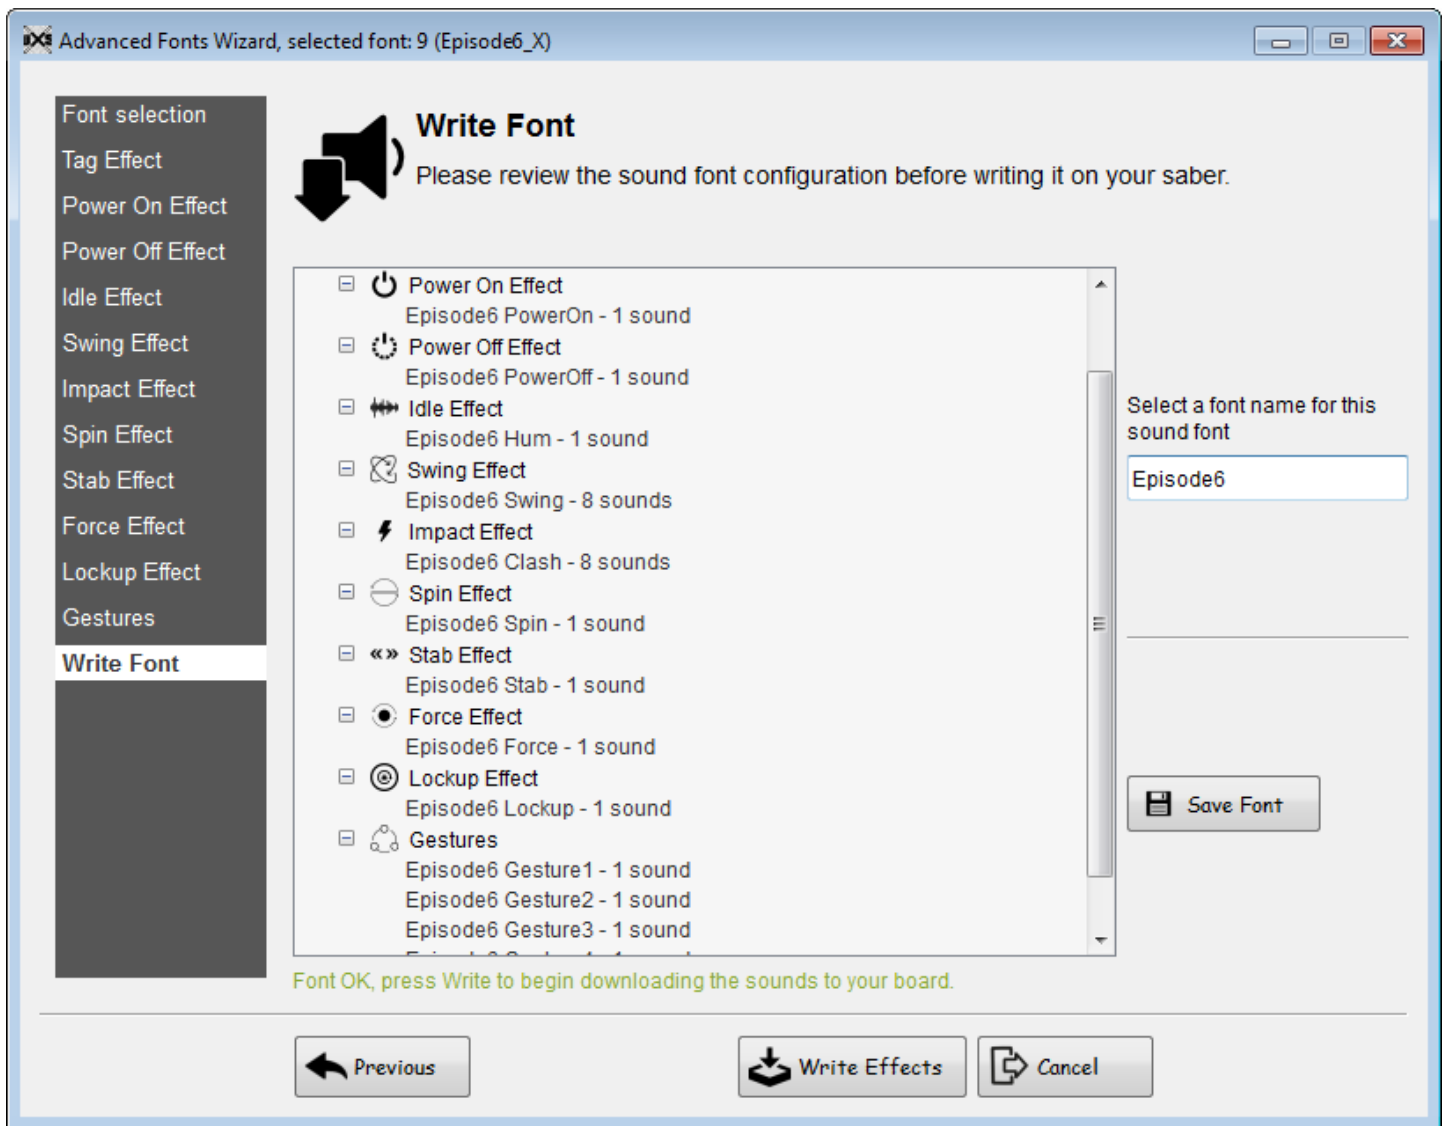 Advanced Fonts Wizard, selected font: 9 (Episode6_X)
Font selection
Tag Effect
Power On Effect
Power Off Effect
Idle Effect
Swing Effect
Impact Effect
Spin Effect
Stab Effect
Force Effect
Lockup Effect
Gestures
Write Font
Write Font
Please review the sound font configuration before writing it on your saber.
Power On Effect
Episode6 PowerOn - 1 sound
Power Off Effect
Episode6 PowerOff - 1 sound
Idle Effect
Episode6 Hum - 1 sound
Swing Effect
Episode6 Swing - 8 sounds
Impact Effect
Episode6 Clash - 8 sounds
Spin Effect
Episode6 Spin - 1 sound
Stab Effect
Episode6 Stab - 1 sound
Force Effect
Episode6 Force - 1 sound
Lockup Effect
Episode6 Lockup - 1 sound
Gestures
Episode6 Gesture1 - 1 sound
Episode6 Gesture2 - 1 sound
Episode6 Gesture3 - 1 sound
Select a font name for this
sound font
Episode6
Save Font
Font OK, press Write to begin downloading the sounds to your board.
Previous
Write Effects
Cancel